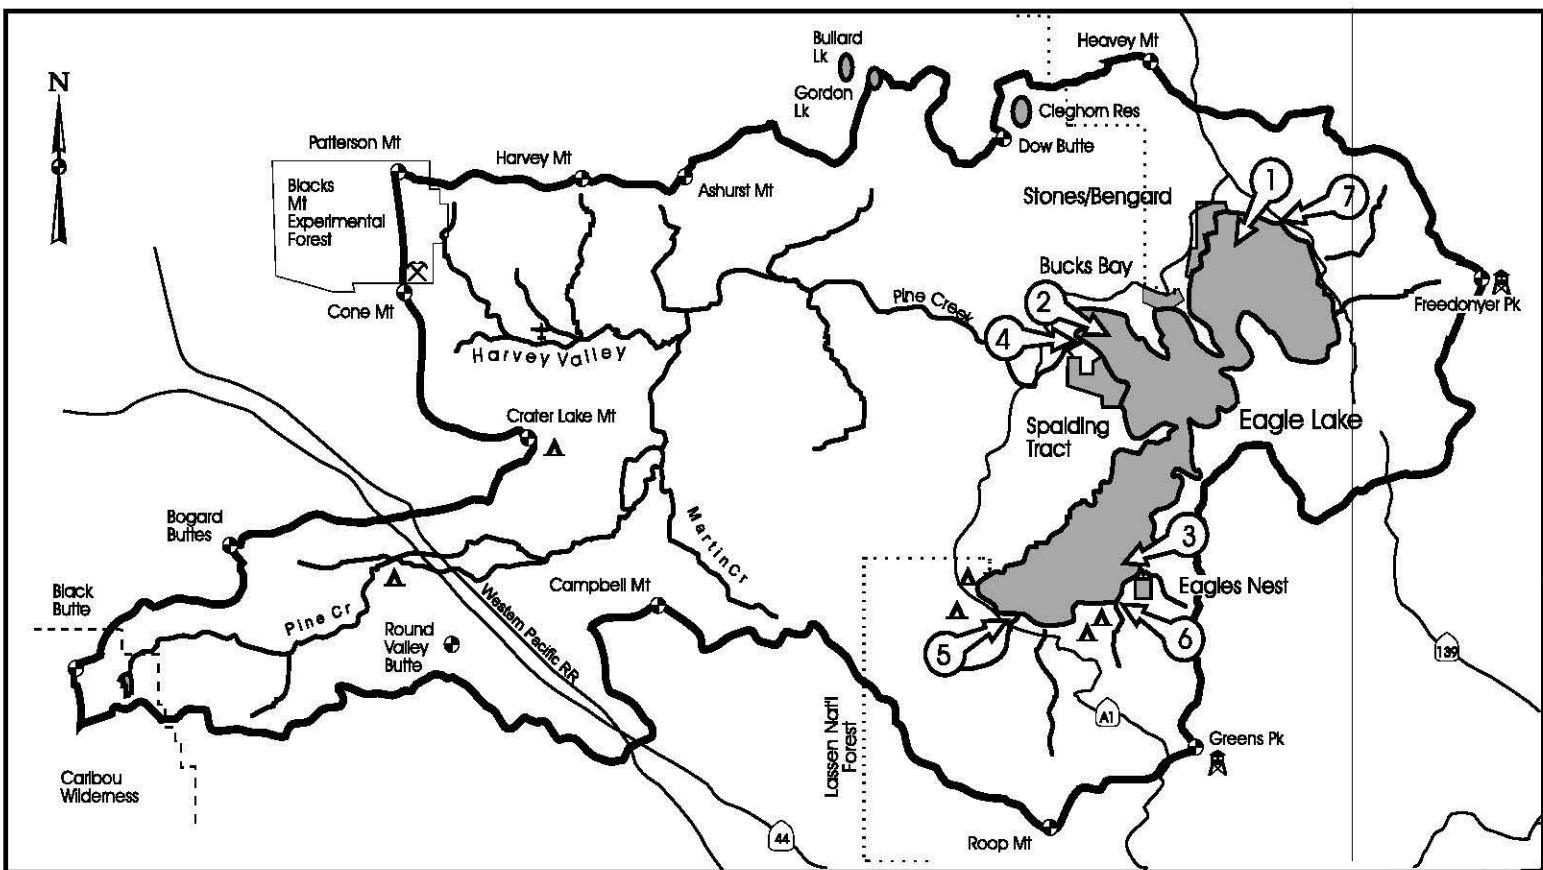 N
Bullard
Lk
Gordon
Lk
Heavey Mt
Cleghorn Res
Dow Butte
Patterson Mt
Harvey Mt
Ashurst Mt
Blacks
Mt
Experimental
Forest
Stones/Bengard
1
7
Bucks Bay
2
4
Pine Creek
Freedonyer Pk
Cone Mt
Harvey Valley
Crater Lake Mt
Spalding
Tract
Eagle Lake
Bogard
Buttes
Martin Cr
3
Black
Butte
Campbell Mt
Eagles Nest
Pine Cr
Western Pacific RR
Round
Valley
Butte
5
6
139
A1
Lassen Nat'l
Forest
Greens Pk
Caribou
Wilderness
44
Roop Mt